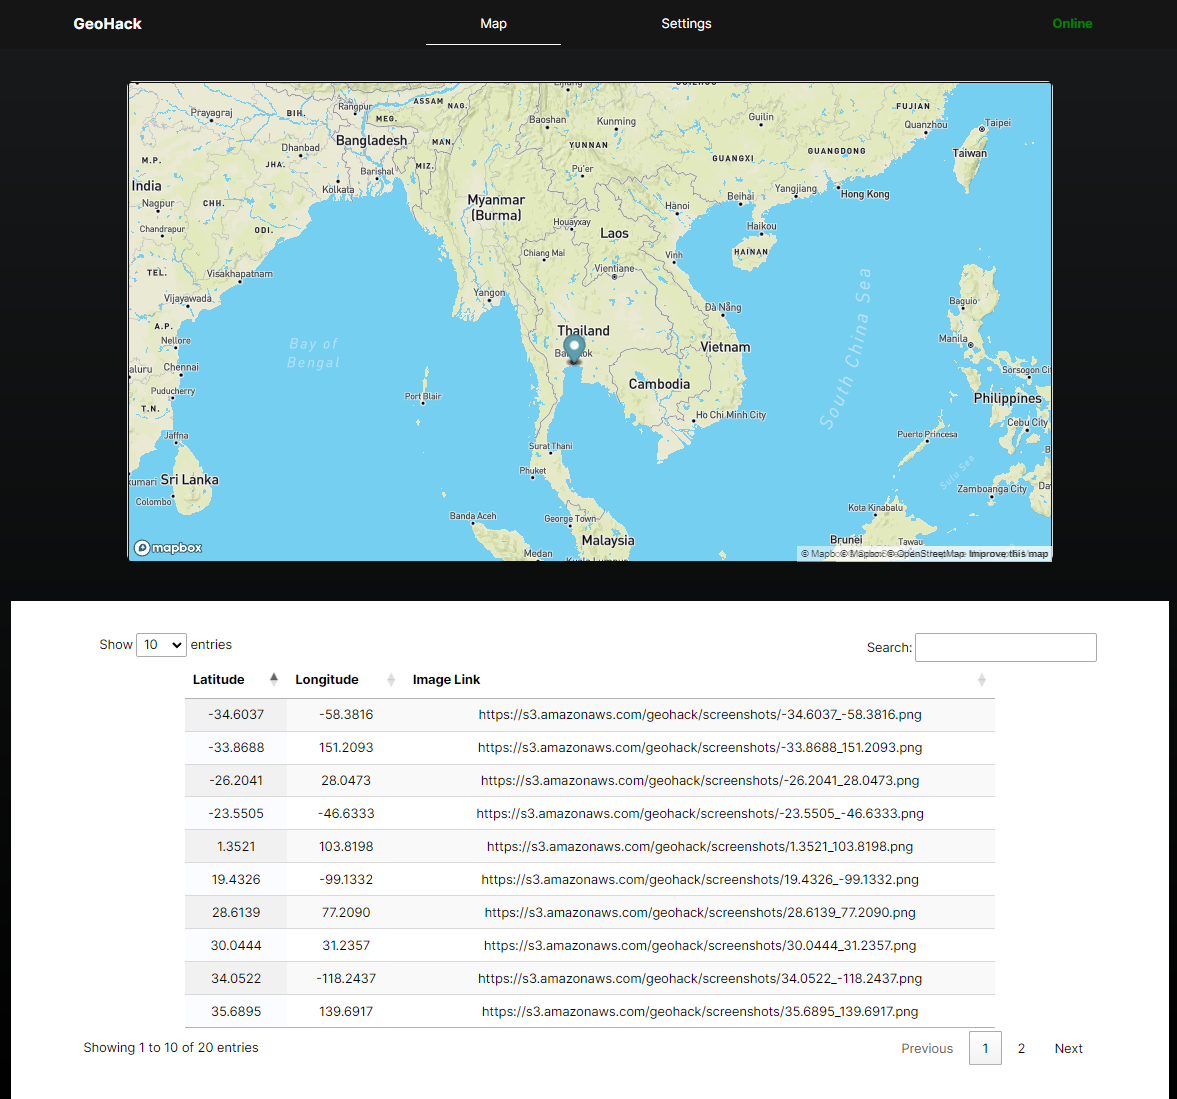 GeoHack
Map
Settings
Online
Lijiang
ASSAM
NAG.
Rangpur
BIH.
MEG.
Prayagraj
Baoshan
Kunming
Guilin
FUJIAN
Quanzhou
Taipei
Bangladesh
MAN.
YUNNAN
Dhanbad
M.P.
JHA.
MIZ.
Barishal
Pu'er
GUANGXI
GUANGDONG
Taiwan
India
Kolkata
Nagpur
CHH.
Myanmar
(Burma)
Hànoi
Beihai
Yangjiang
Hong Kong
Chandrapur
ODI.
Houayxay
Laos
Haikou
HAINAN
Chiang Mai
Vinh
TEL.
Visakhapatnam
Vientiane
Vijayawada
Yangon
Đà Nẵng
South China Sea
Baguio
A.P.
Thailand
Nellore
Bay of
Bengal
Vietnam
Manila
aluru
Chennai
Cambodia
Sorsogon Cit
Puducherry
Port Blair
Philippines
T.N.
Ho Chi Minh City
Cebu City
Jaffna
Puerto Princesa
Surat Thani
Phuket
Sulu Sea
kumari
Sri Lanka
Colombo
Zamboanga City
Da
Banda Aceh
George Town
Kota Kinabalu
Malaysia
Brunei
Tawau
Medan
mapbox
© Mapbox © OpenStreetMap Improve this map
Show 10 entries
Search:
Latitude Longitude Image Link
-34.6037 -58.3816 https://s3.amazonaws.com/geohack/screenshots/-34.6037_-58.3816.png
-33.8688 151.2093 https://s3.amazonaws.com/geohack/screenshots/-33.8688_151.2093.png
-26.2041 28.0473 https://s3.amazonaws.com/geohack/screenshots/-26.2041_28.0473.png
-23.5505 -46.6333 https://s3.amazonaws.com/geohack/screenshots/-23.5505_-46.6333.png
1.3521 103.8198 https://s3.amazonaws.com/geohack/screenshots/1.3521_103.8198.png
19.4326 -99.1332 https://s3.amazonaws.com/geohack/screenshots/19.4326_-99.1332.png
28.6139 77.2090 https://s3.amazonaws.com/geohack/screenshots/28.6139_77.2090.png
30.0444 31.2357 https://s3.amazonaws.com/geohack/screenshots/30.0444_31.2357.png
34.0522 -118.2437 https://s3.amazonaws.com/geohack/screenshots/34.0522_-118.2437.png
35.6895 139.6917 https://s3.amazonaws.com/geohack/screenshots/35.6895_139.6917.png
Showing 1 to 10 of 20 entries
Previous 1 2 Next